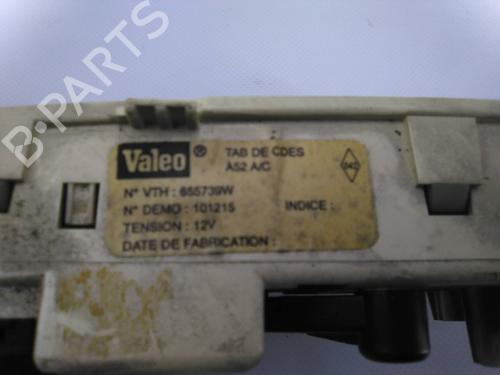 B-PARTS
Valeo ®
TAB DE CDES
A52 A/C
N° VTH : 655739W
N° DEMO : 101215
INDICE :
TENSION : 12V
DATE DE FABRICATION :